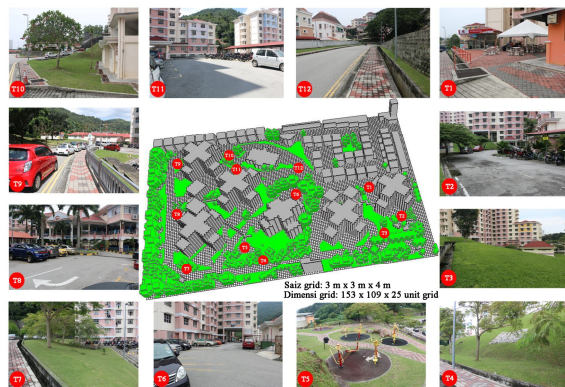 T10
T11
T12
T1
T9
T2
T8
T3
T7
T6
T5
T4
T10
T9
T11
T12
T1
T8
T2
T3
T7
Saiz grid: 3 m x 3 m x 4 m
Dimensi grid: 153 x 109 x 25 unit grid